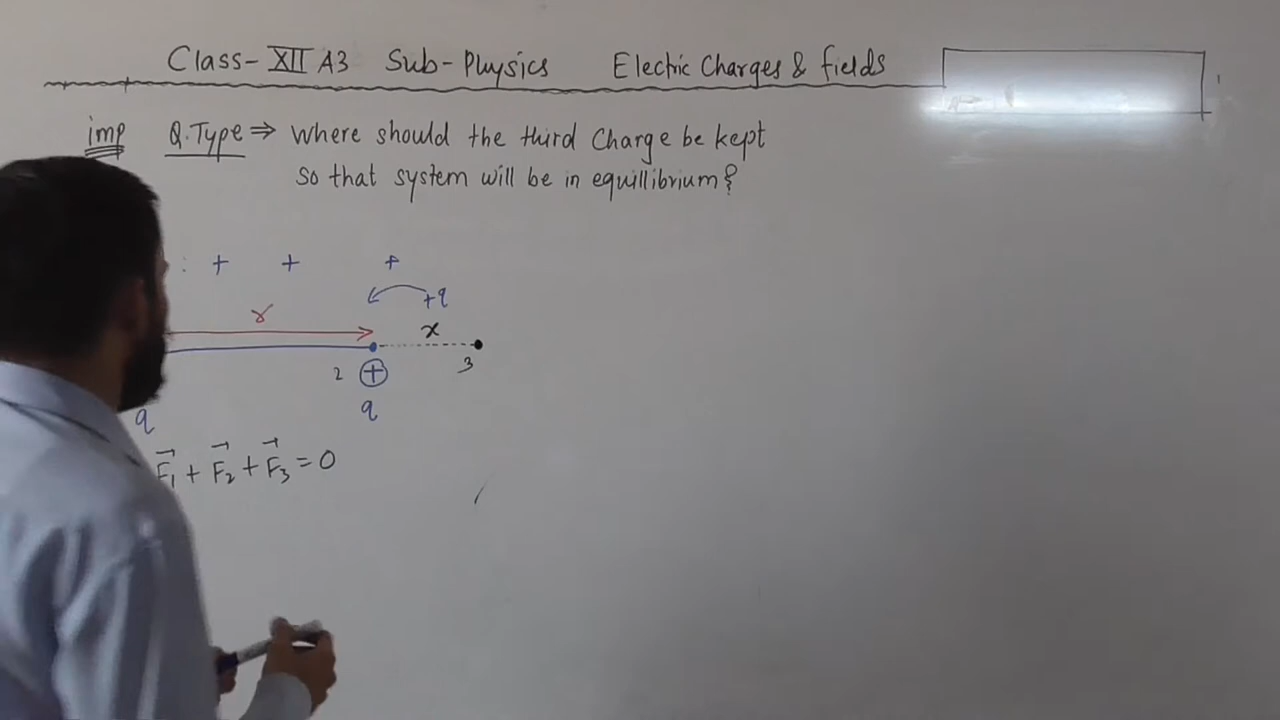 Class- XII A3 Sub- Physics Electric Charges & fields
imp Q.Type ⇒ Where should the third Charge be kept
so that system will be in equillibrium?
: + + +
+q
r
x
2 + 3
q q
F₁ + F₂ + F₃ = 0